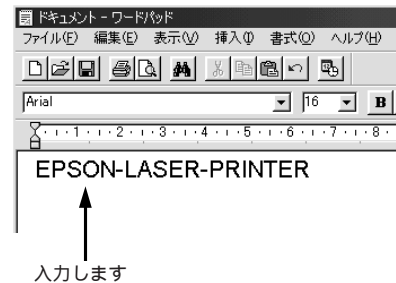 ドキュメント - ワードパッド
ファイル(F) 編集(E) 表示(V) 挿入(I) 書式(O) ヘルプ(H)
Arial 16 B
1 2 3 4 5 6 7 8
EPSON-LASER-PRINTER
入力します